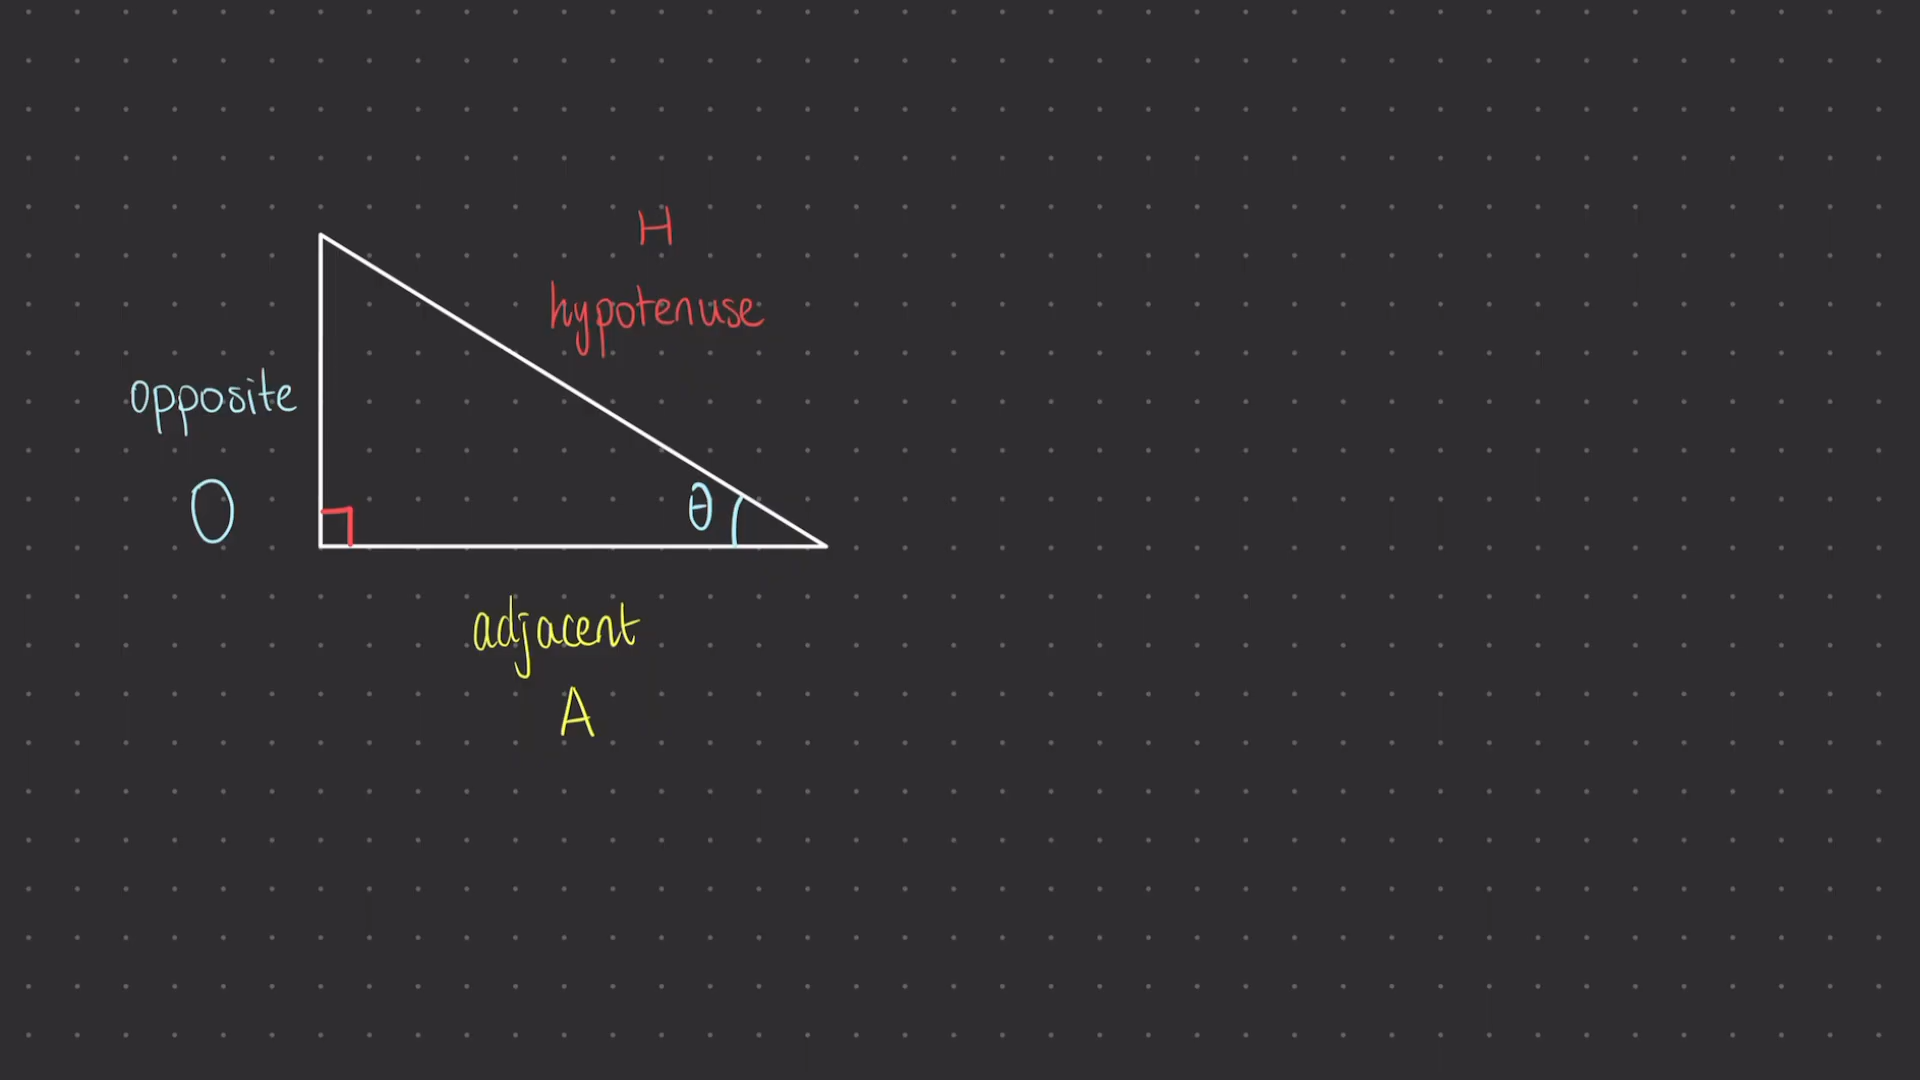 H
hypotenuse
opposite
O
θ
adjacent
A